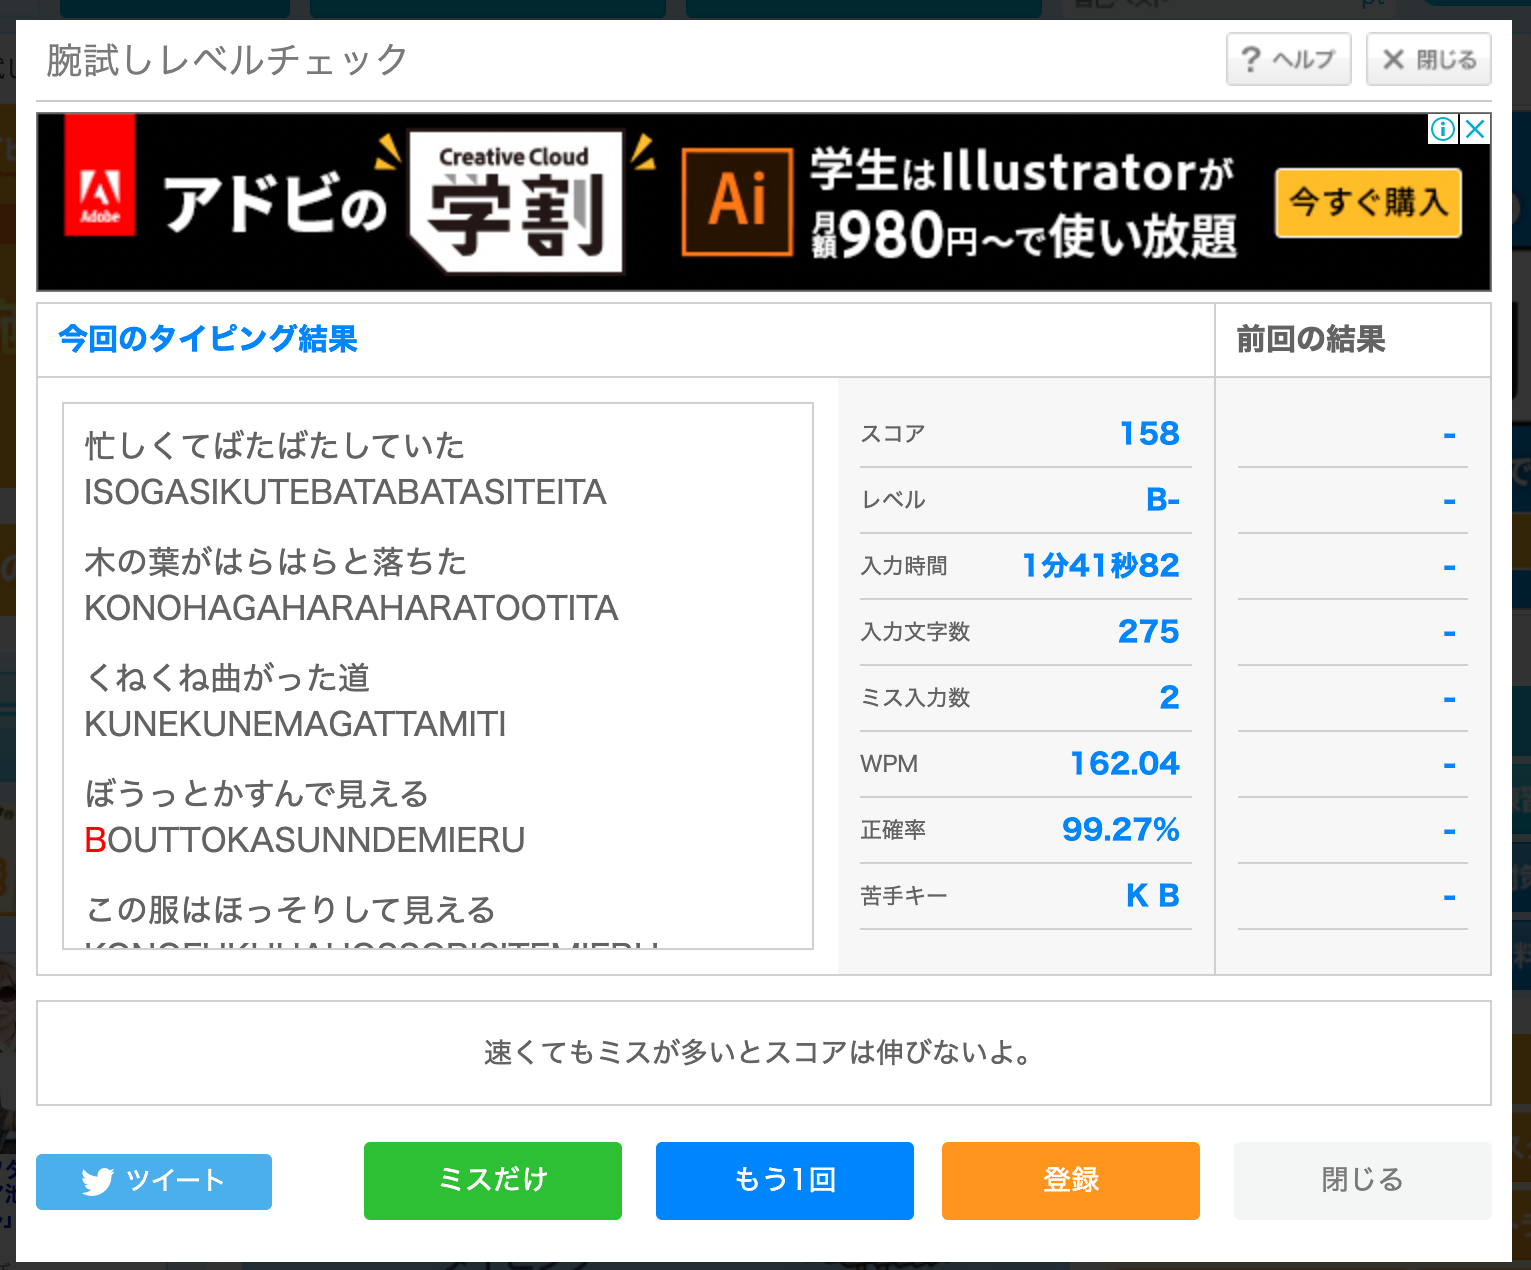 腕試しレベルチェック
? ヘルプ
× 閉じる
Adobe
アドビの
Creative Cloud
学割
Ai
学生はIllustratorが
月額980円〜で使い放題
今すぐ購入
今回のタイピング結果
前回の結果
忙しくてばたばたしていた
ISOGASIKUTEBATABATASITEITA
木の葉がはらはらと落ちた
KONOHAGAHARAHARATOOTITA
くねくね曲がった道
KUNEKUNEMAGATTAMITI
ぼうっとかすんで見える
BOUTTOKASUNNDEMIERU
この服はほっそりして見える
KONOFUKUHAHOSSORISITEMIERU
スコア 158 -
レベル B- -
入力時間 1分41秒82 -
入力文字数 275 -
ミス入力数 2 -
WPM 162.04 -
正確率 99.27% -
苦手キー K B -
速くてもミスが多いとスコアは伸びないよ。
ツイート
ミスだけ
もう1回
登録
閉じる